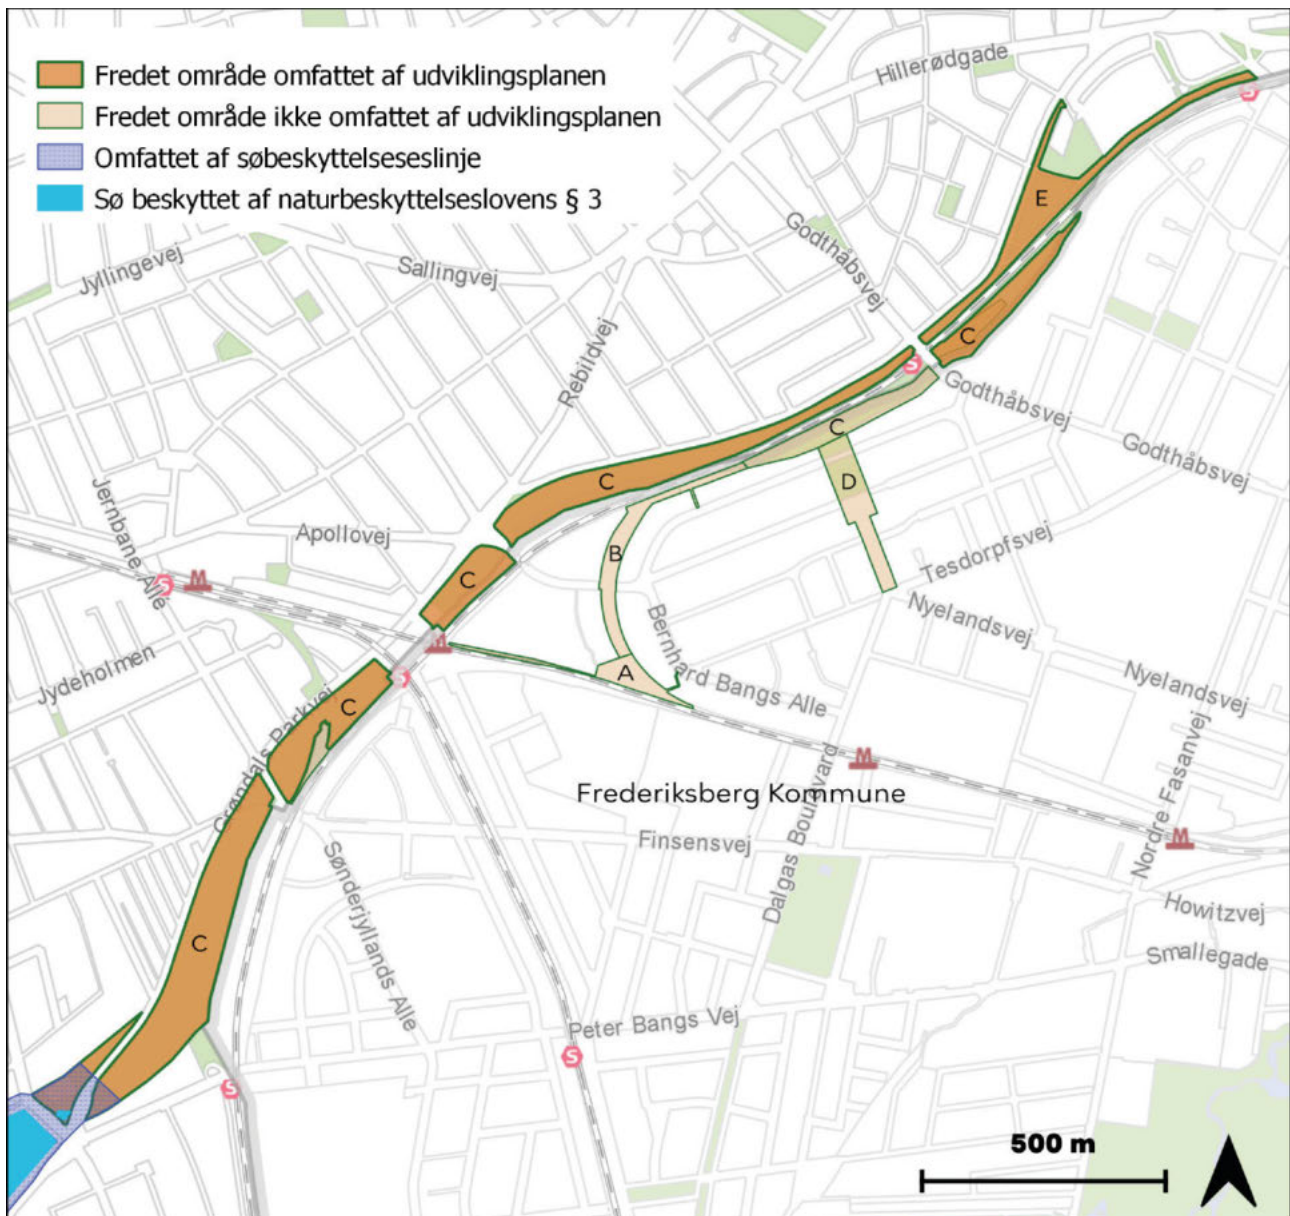 Fredet område omfattet af udviklingsplanen
Fredet område ikke omfattet af udviklingsplanen
Omfattet af søbeskyttelseseslinje
Sø beskyttet af naturbeskyttelseslovens § 3
Hillerødgade
S
E
Godthåbsvej
Jyllingevej
Sallingvej
Rebildvej
C
S
Godthåbsvej
C
Godthåbsvej
C
D
Jernbane Alle
Apollovej
B
Tesdorpfsvej
S
M
C
Nyelandsvej
Bernhard Bangs Alle
M
Jydeholmen
S
A
Nyelandsvej
C
Grøndals Parkvej
Nordre Fasanvej
M
Frederiksberg Kommune
Dalgas Boulevard
Finsensvej
M
Sønderjyllands Alle
Howitzvej
C
Smallegade
Peter Bangs Vej
S
S
500 m